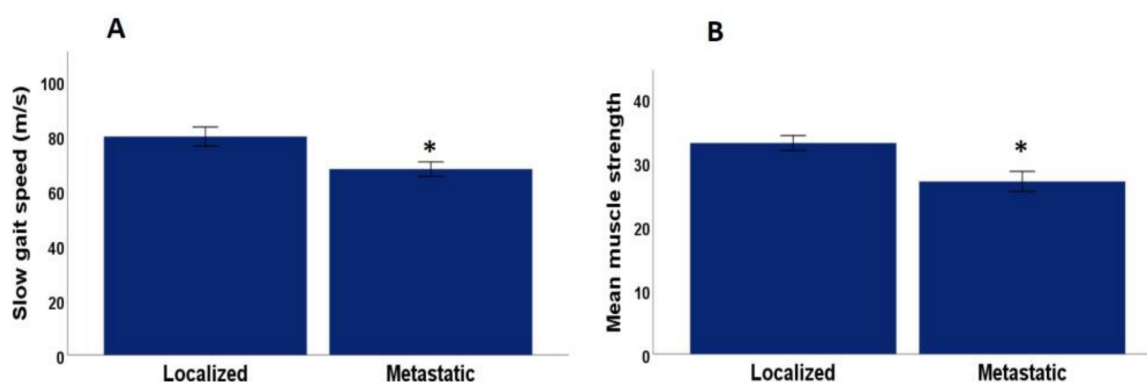 A
Slow gait speed (m/s)
100
80
60
40
20
0
*
Localized
Metastatic
B
Mean muscle strength
40
30
20
10
0
*
Localized
Metastatic